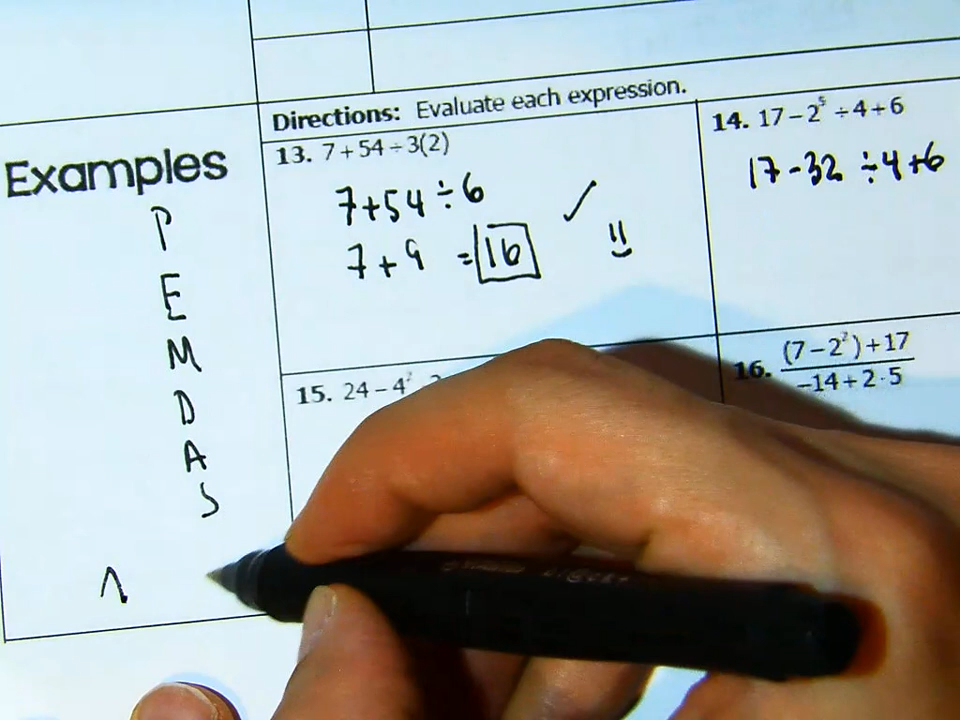 Directions: Evaluate each expression.
Examples
P
E
M
D
A
S
^
13. 7 + 54 ÷ 3(2)
7 + 54 ÷ 6
7 + 9 = 16 ✓
14. 17 − 2⁵ ÷ 4 + 6
17 - 32 ÷ 4 + 6
15. 24 − 4²
16. (7 − 2²) + 17
−14 + 2 · 5